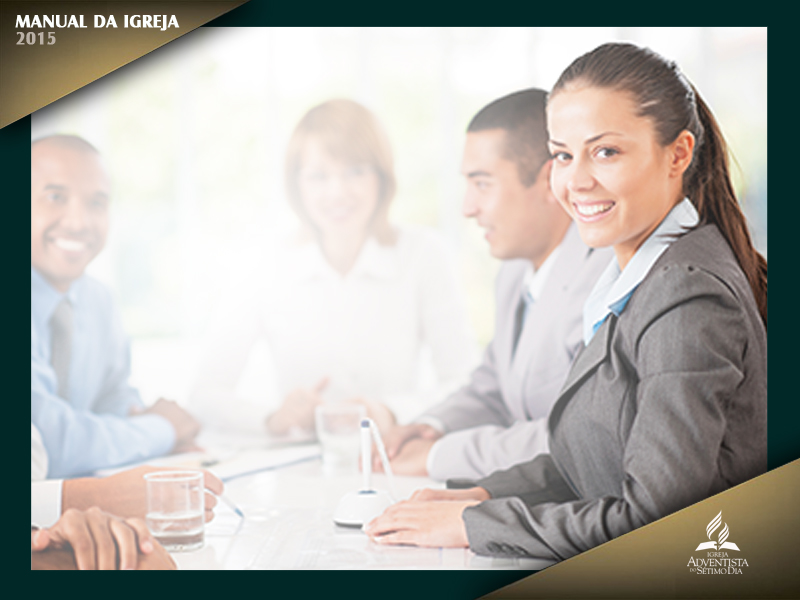 MANUAL DA IGREJA
2015
IGREJA
ADVENTISTA
DO SÉTIMO DIA